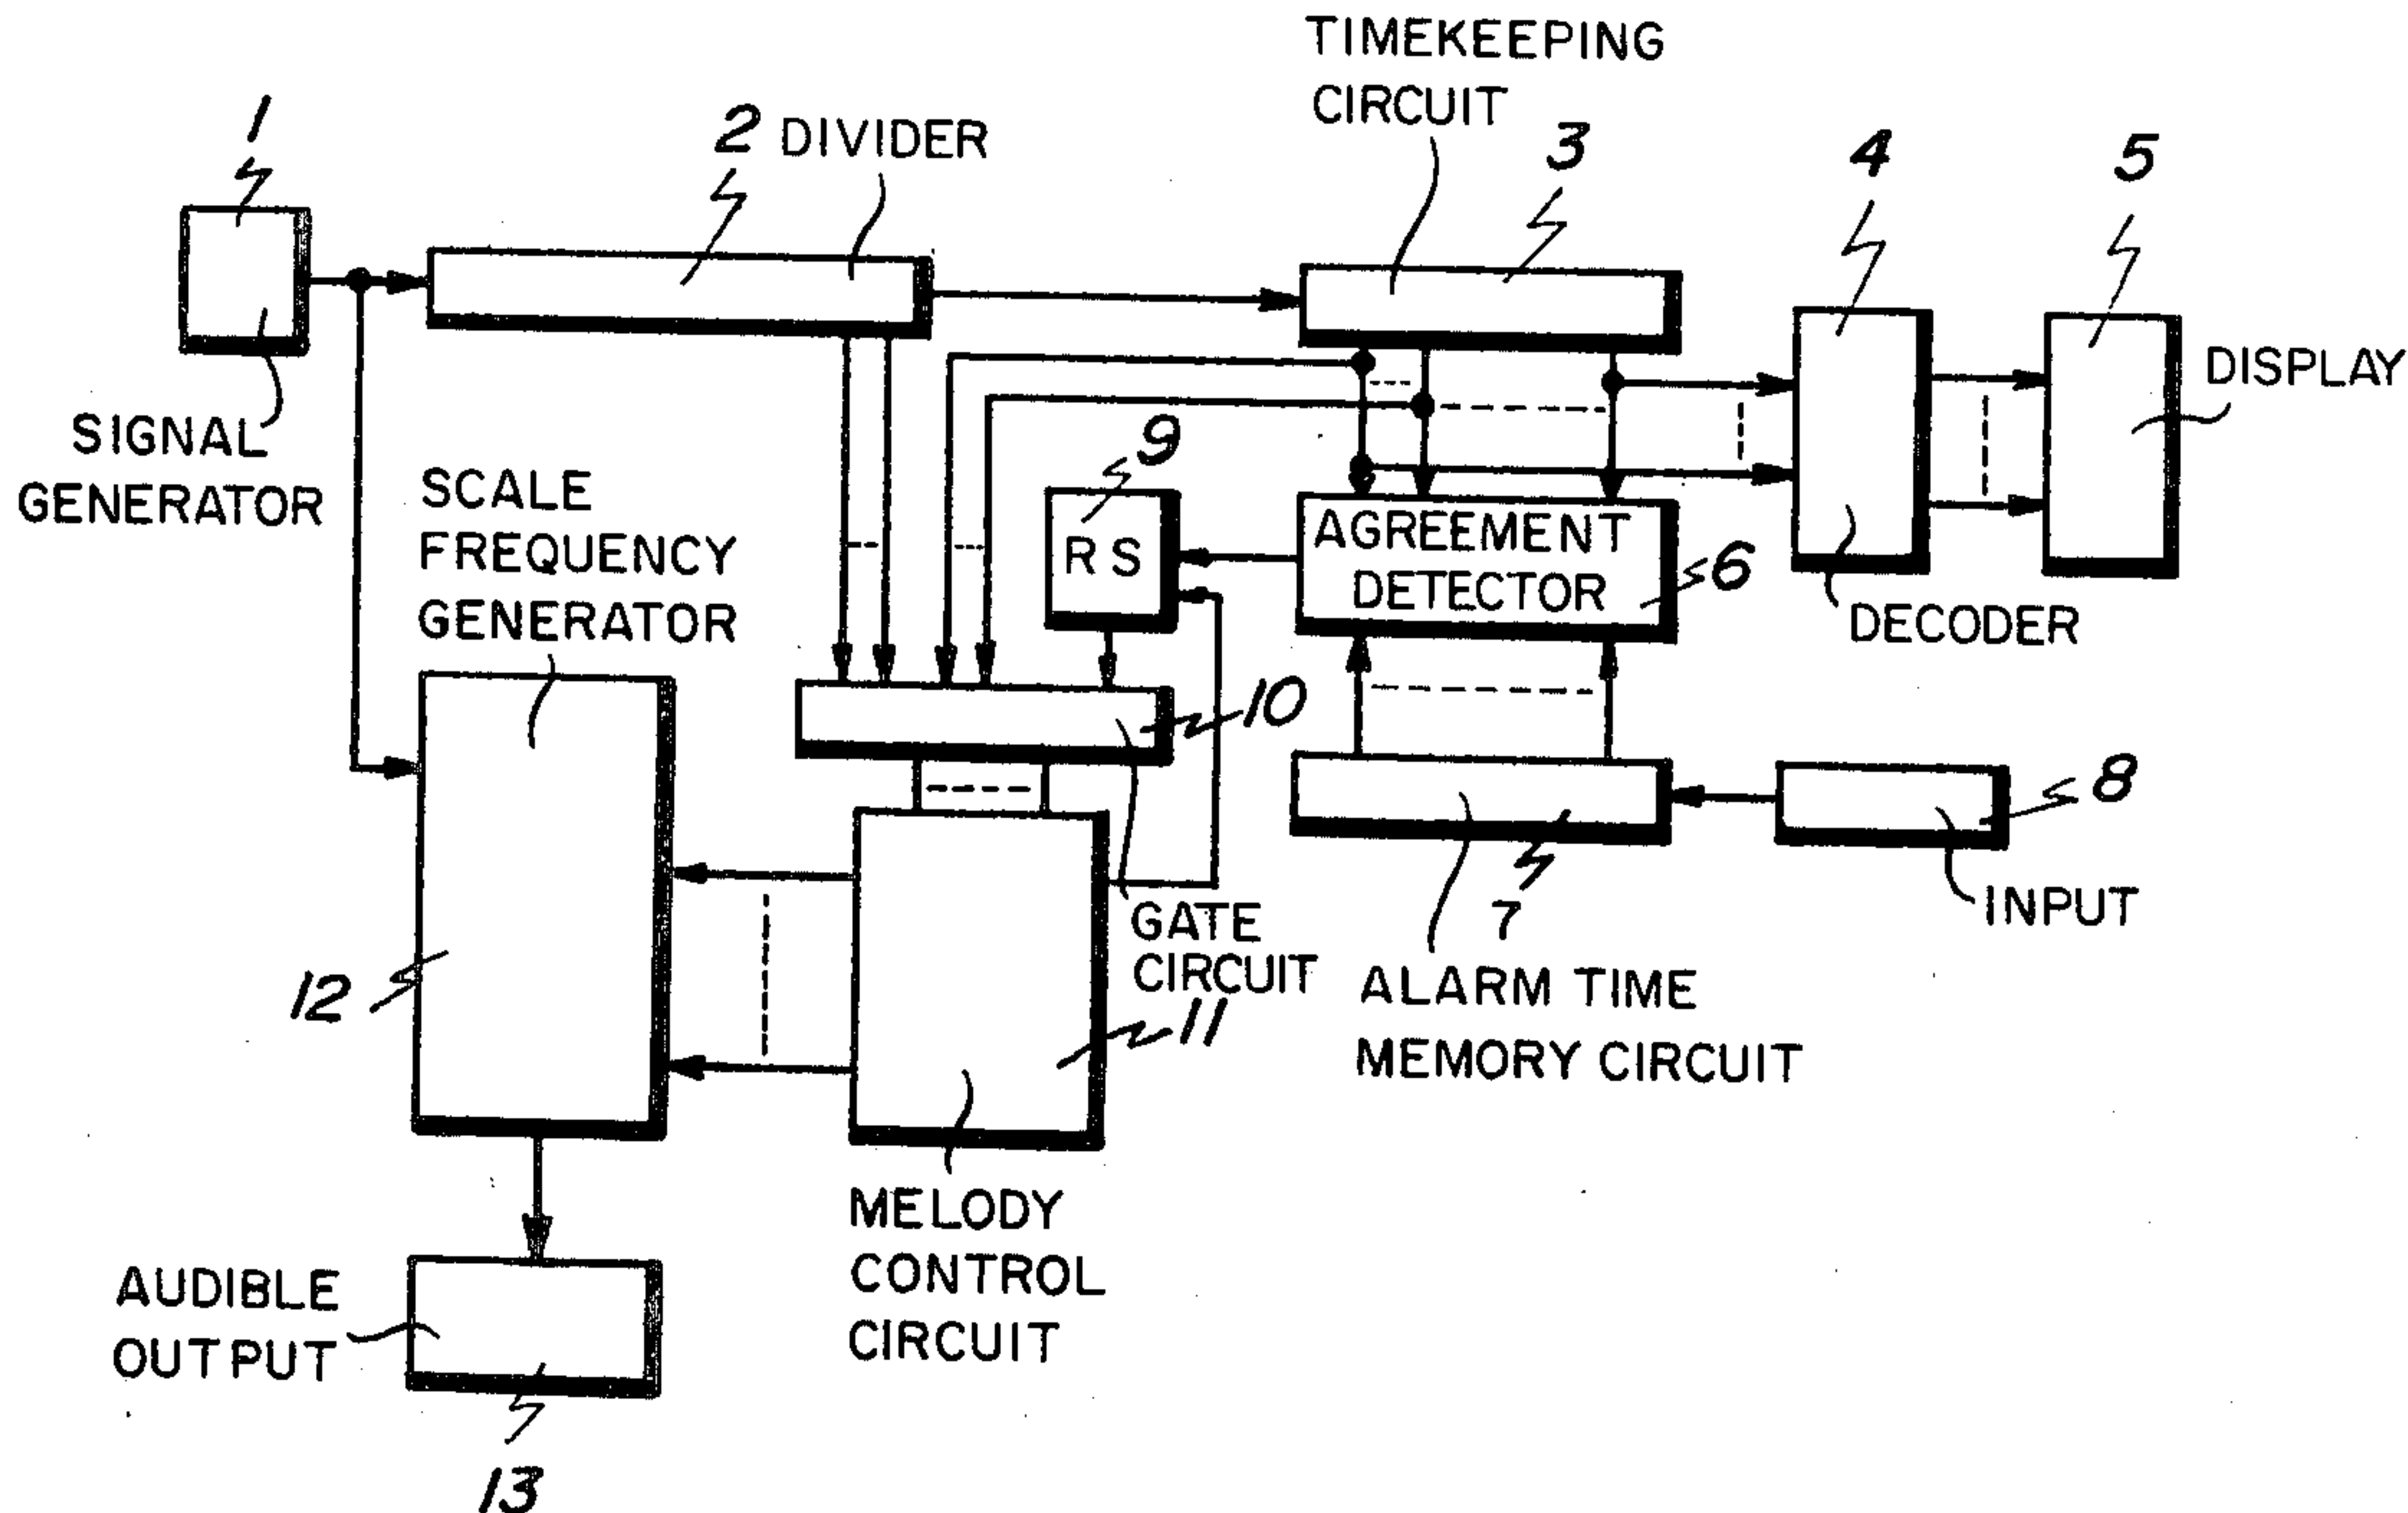 TIMEKEEPING
CIRCUIT
1
2
DIVIDER
3
4
5
DISPLAY
SIGNAL
GENERATOR
SCALE
FREQUENCY
GENERATOR
9
RS
AGREEMENT
DETECTOR
6
DECODER
10
8
INPUT
7
GATE
CIRCUIT
ALARM TIME
MEMORY CIRCUIT
12
11
MELODY
CONTROL
CIRCUIT
AUDIBLE
OUTPUT
13